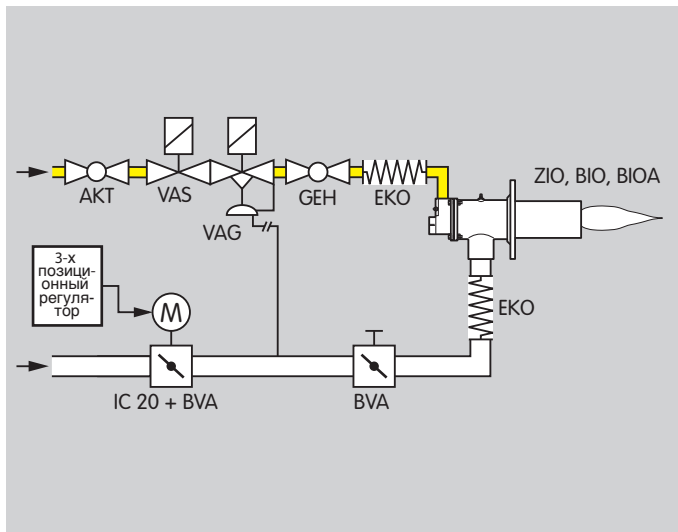 AKT
VAS
VAG
GEH
EKO
ZIO, BIO, BIOA
3-х
позици-
онный
регуля-
тор
M
EKO
IC 20 + BVA
BVA